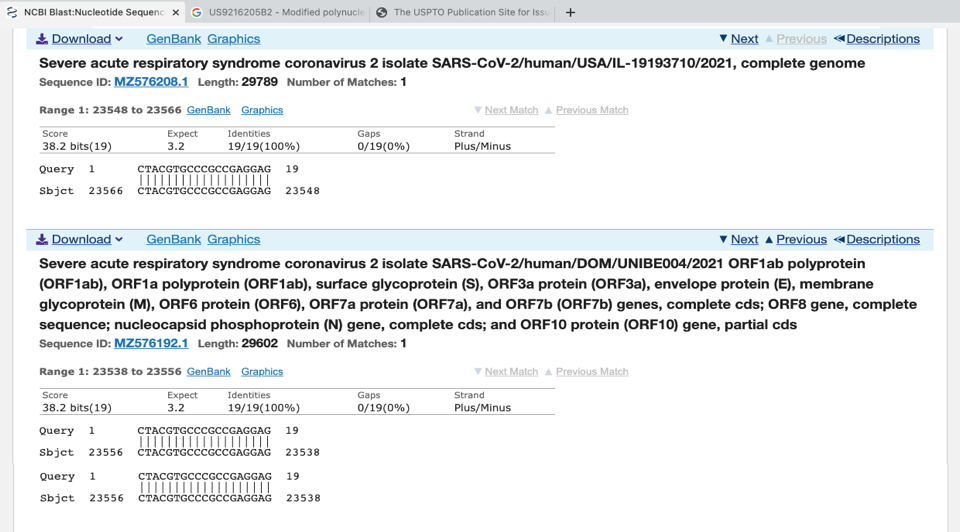 NCBI Blast:Nucleotide Sequenc
US9216205B2 - Modified polynucle
The USPTO Publication Site for Issu
Download GenBank Graphics Next Previous Descriptions
Severe acute respiratory syndrome coronavirus 2 isolate SARS-CoV-2/human/USA/IL-19193710/2021, complete genome
Sequence ID: MZ576208.1 Length: 29789 Number of Matches: 1
Range 1: 23548 to 23566 GenBank Graphics Next Match Previous Match
Score Expect Identities Gaps Strand
38.2 bits(19) 3.2 19/19(100%) 0/19(0%) Plus/Minus
Query 1 CTACGTGCCCGCCGAGGAG 19
Sbjct 23566 CTACGTGCCCGCCGAGGAG 23548
Download GenBank Graphics Next Previous Descriptions
Severe acute respiratory syndrome coronavirus 2 isolate SARS-CoV-2/human/DOM/UNIBE004/2021 ORF1ab polyprotein
(ORF1ab), ORF1a polyprotein (ORF1ab), surface glycoprotein (S), ORF3a protein (ORF3a), envelope protein (E), membrane
glycoprotein (M), ORF6 protein (ORF6), ORF7a protein (ORF7a), and ORF7b (ORF7b) genes, complete cds; ORF8 gene, complete
sequence; nucleocapsid phosphoprotein (N) gene, complete cds; and ORF10 protein (ORF10) gene, partial cds
Sequence ID: MZ576192.1 Length: 29602 Number of Matches: 1
Range 1: 23538 to 23556 GenBank Graphics Next Match Previous Match
Score Expect Identities Gaps Strand
38.2 bits(19) 3.2 19/19(100%) 0/19(0%) Plus/Minus
Query 1 CTACGTGCCCGCCGAGGAG 19
Sbjct 23556 CTACGTGCCCGCCGAGGAG 23538
Query 1 CTACGTGCCCGCCGAGGAG 19
Sbjct 23556 CTACGTGCCCGCCGAGGAG 23538